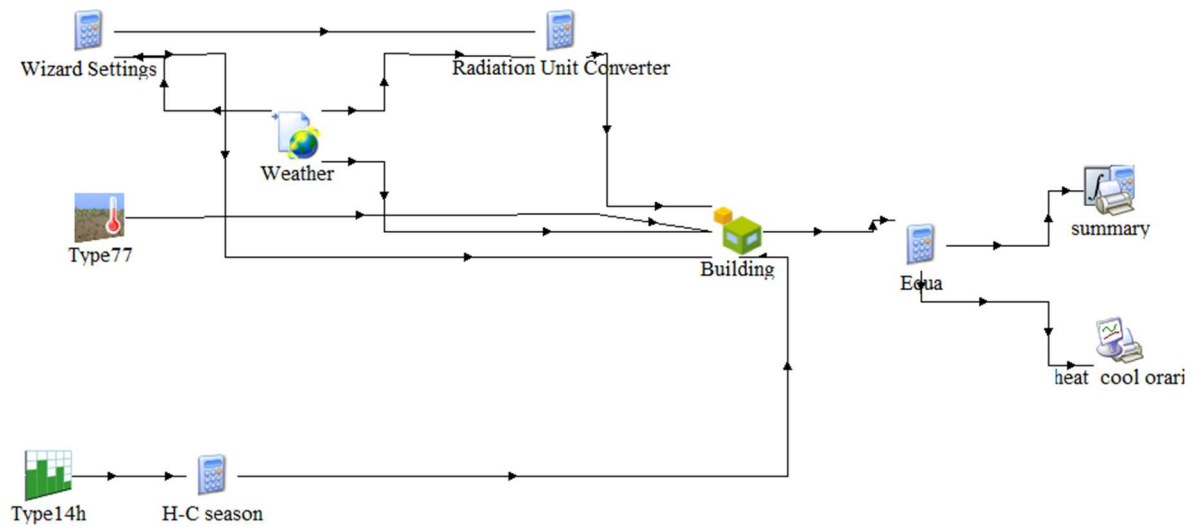 Wizard Settings
Radiation Unit Converter
Weather
Type77
Building
Equa
summary
heat cool orari
Type14h
H-C season